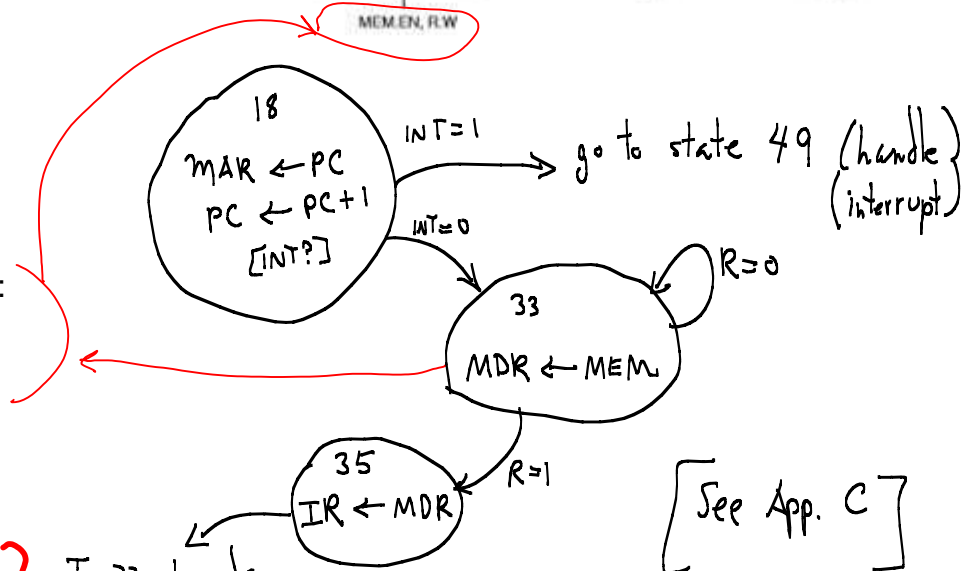 MEM.EN, R.W
18
MAR ← PC
PC ← PC+1
[INT?]
INT=1
go to state 49 (handle
(interrupt)
INT=0
33
MDR ← MEM
R=0
R=1
35
IR ← MDR
[See App. C]